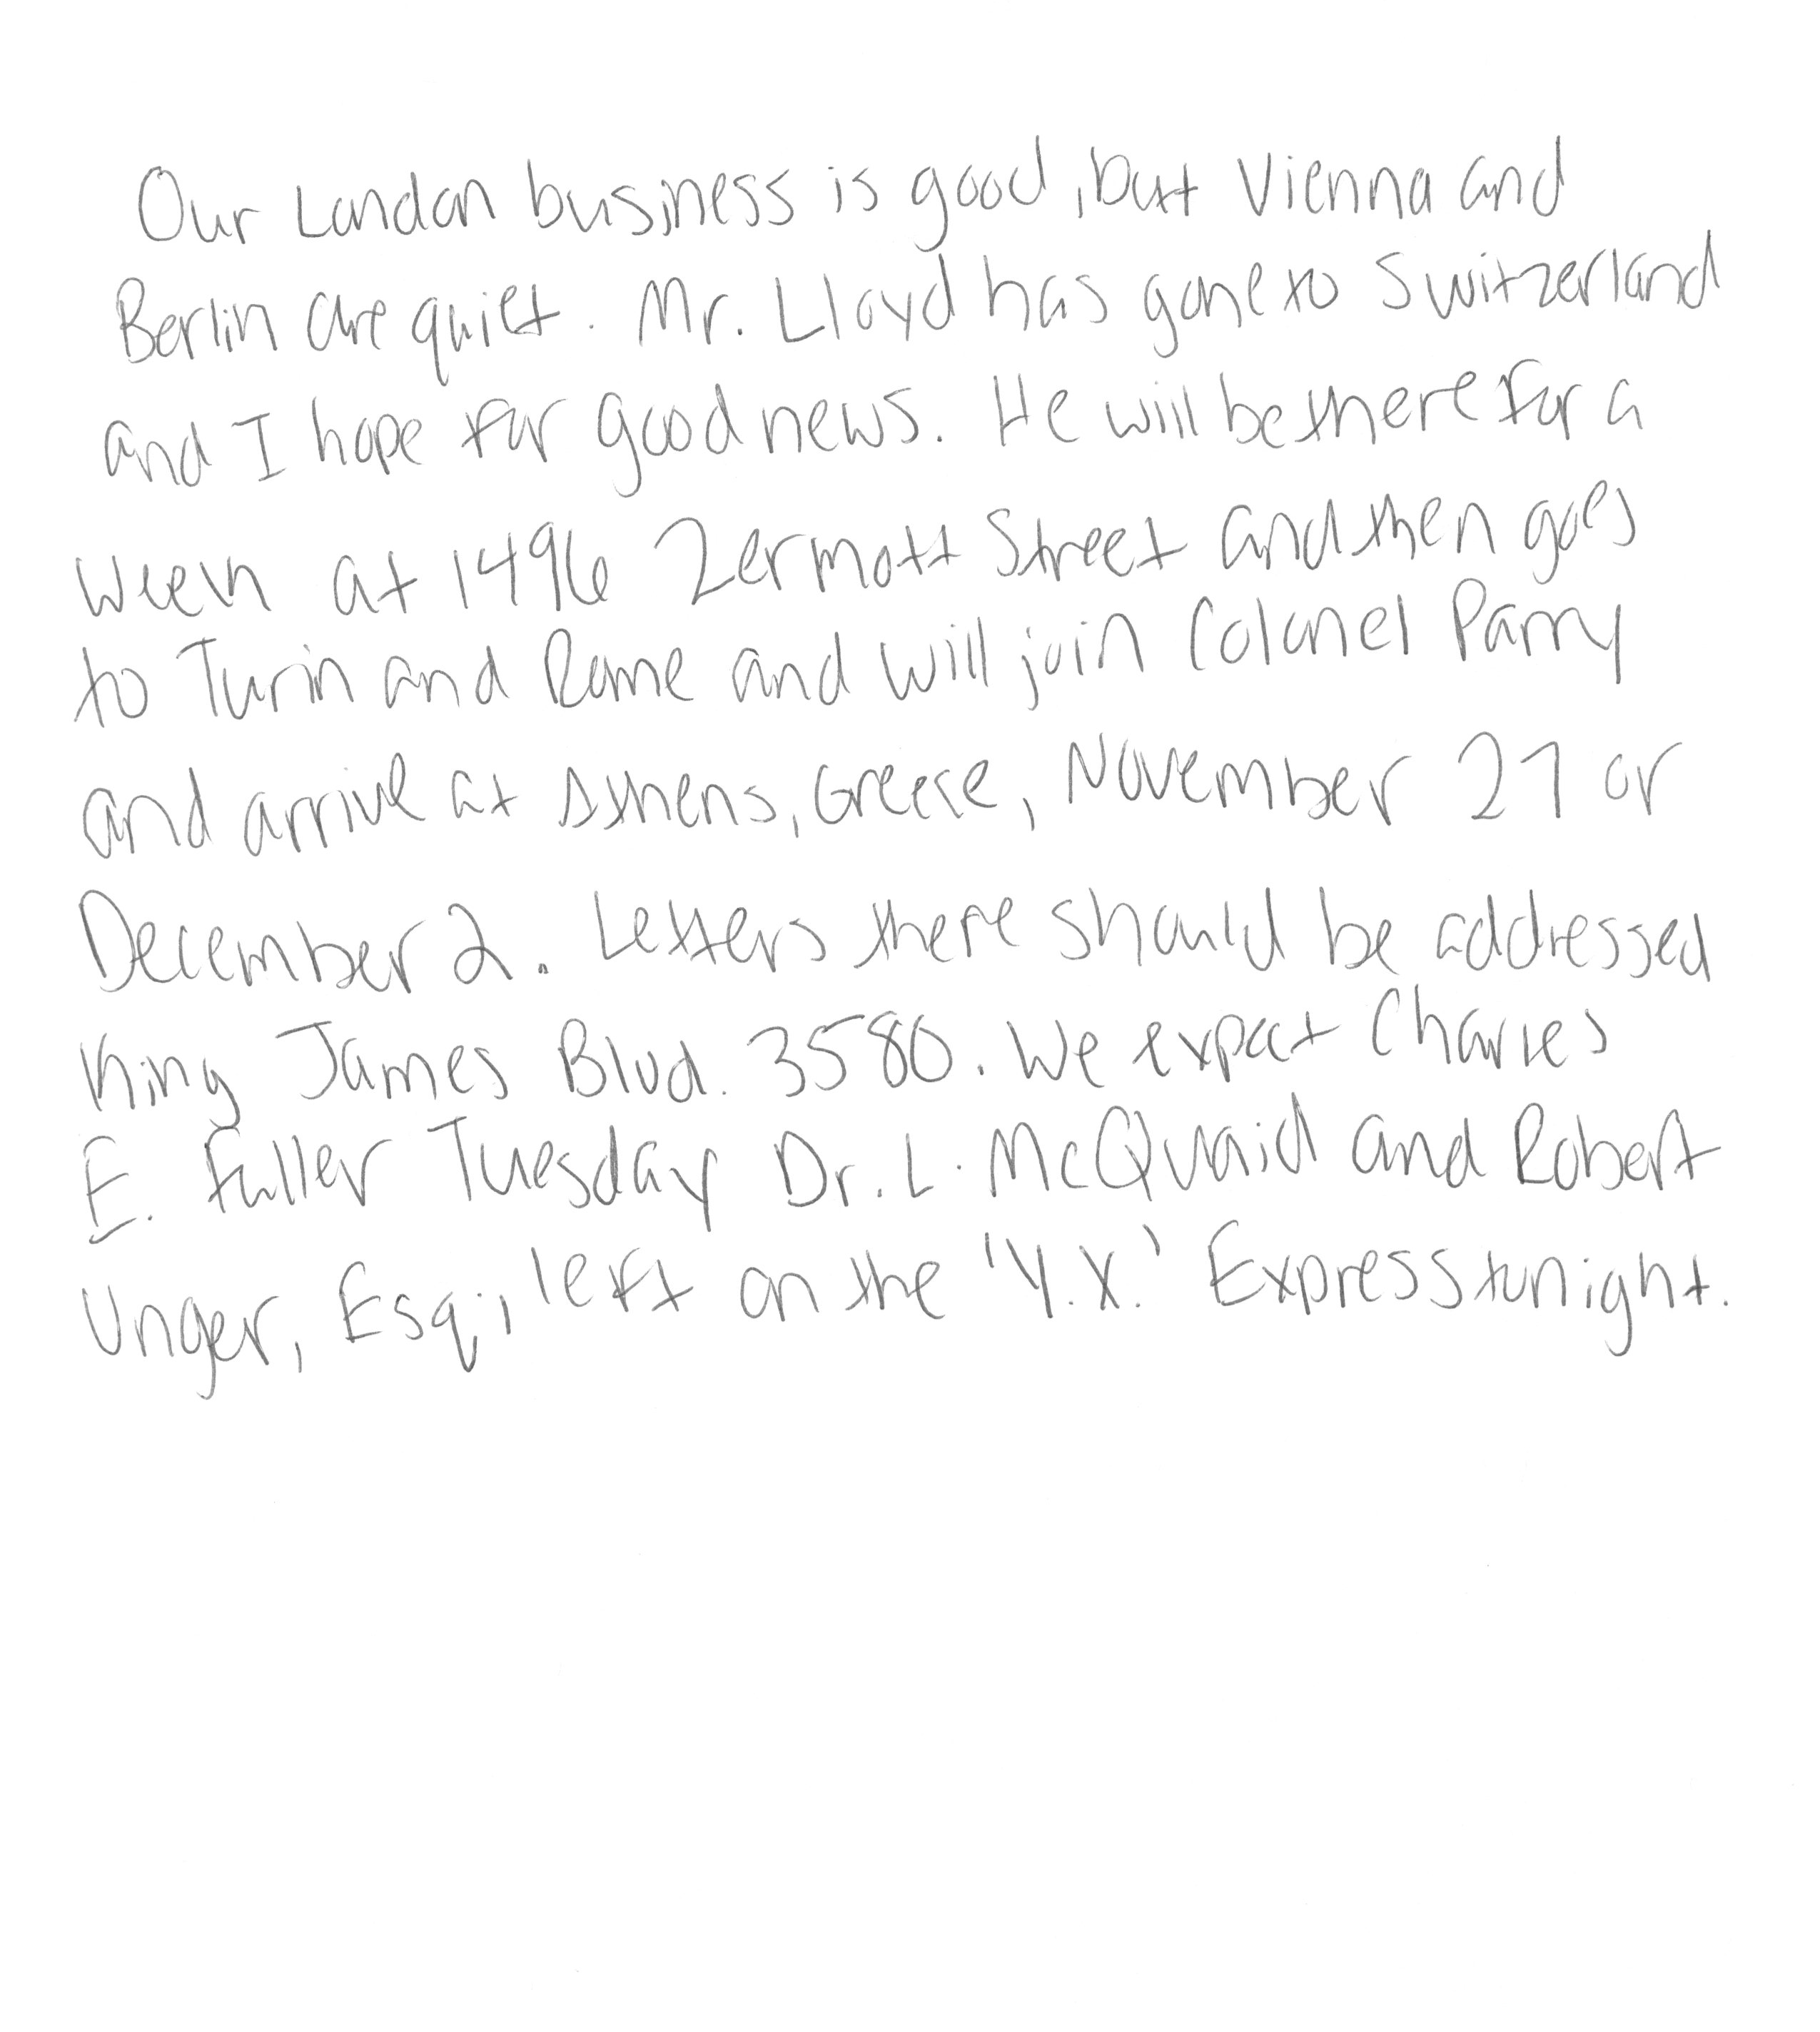 Our London business is good, but Vienna and
Berlin are quiet. Mr. Lloyd has gone to Switzerland
and I hope for good news. He will be there for a
week at 1496 Zermott Street and then goes
to Turin and Rome and will join Colonel Parry
and arrive at Athens, Greece, November 27 or
December 2. Letters there should be addressed
King James Blvd. 3580. We expect Charles
E. Fuller Tuesday Dr. L. McQuaid and Robert
Unger, Esq., left on the 'Y.X.' Express tonight.